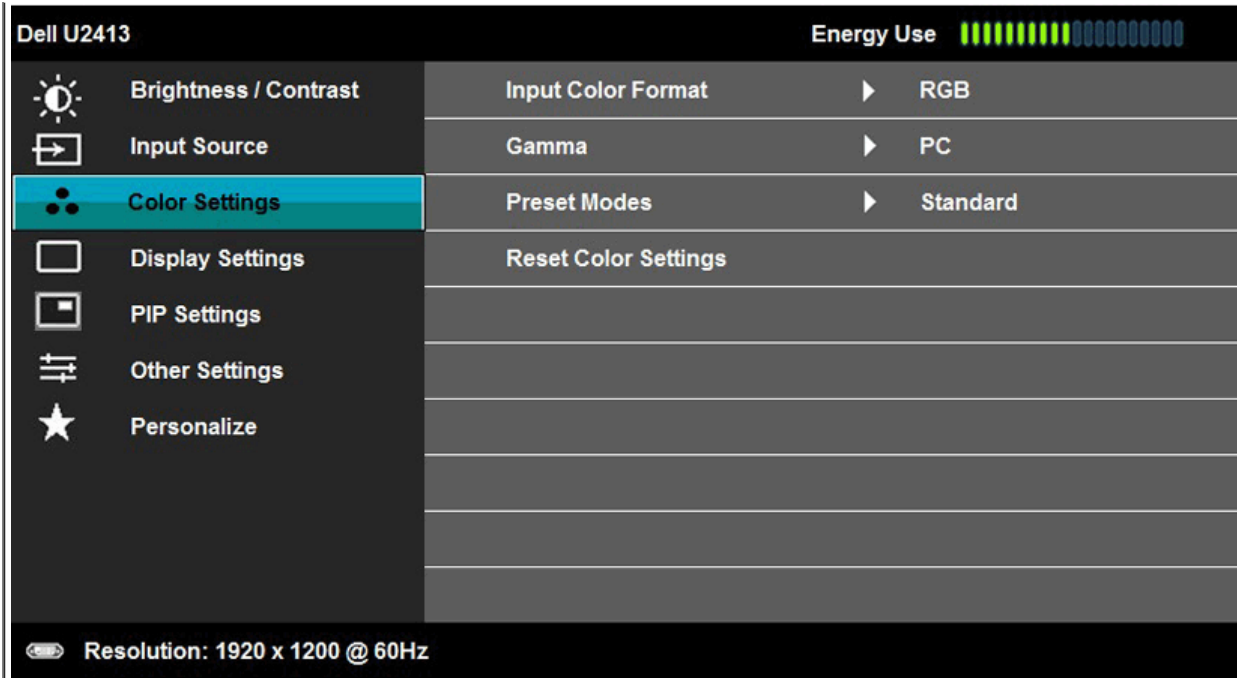 Dell U2413
Energy Use
Brightness / Contrast
Input Source
Color Settings
Display Settings
PIP Settings
Other Settings
Personalize
Input Color Format RGB
Gamma PC
Preset Modes Standard
Reset Color Settings
Resolution: 1920 x 1200 @ 60Hz